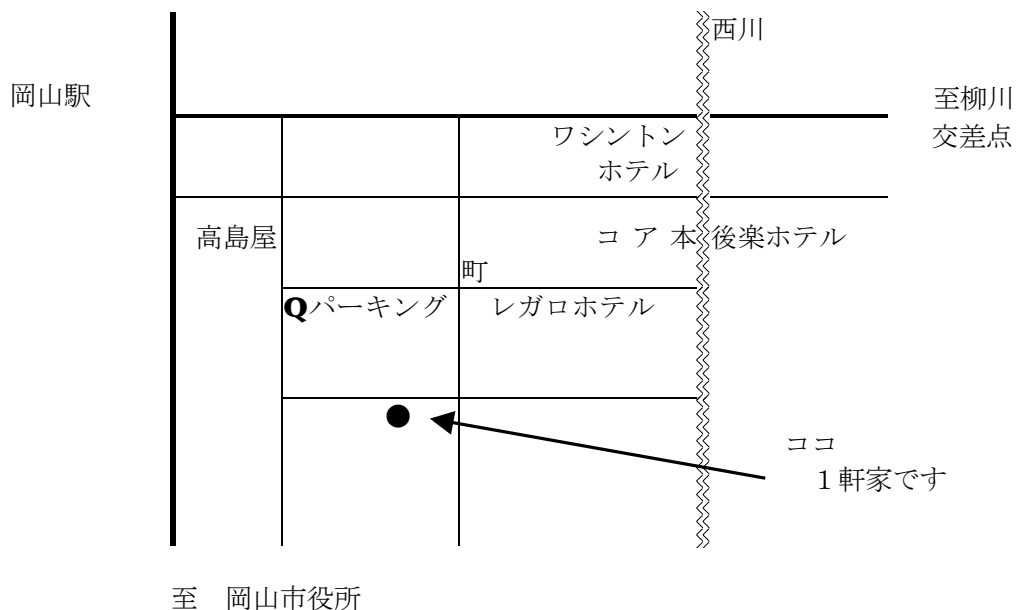 西川
岡山駅
至柳川
交差点
ワシントン
ホテル
高島屋
コ ア 本
後楽ホテル
町
Qパーキング
レガロホテル
ココ
１軒家です
至　岡山市役所